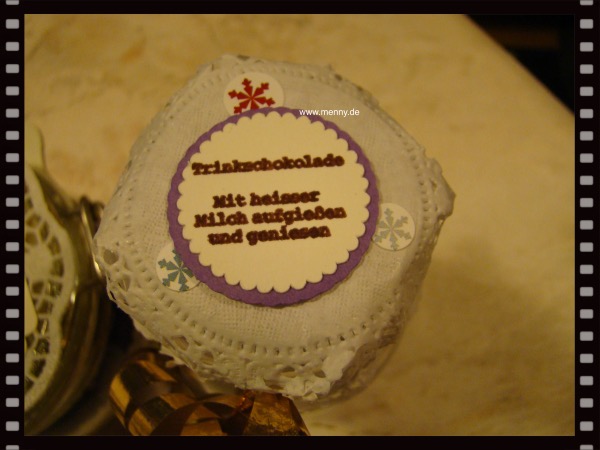 www.menny.de
Trinkschokolade
Mit heisser
Milch aufgießen
und geniesen